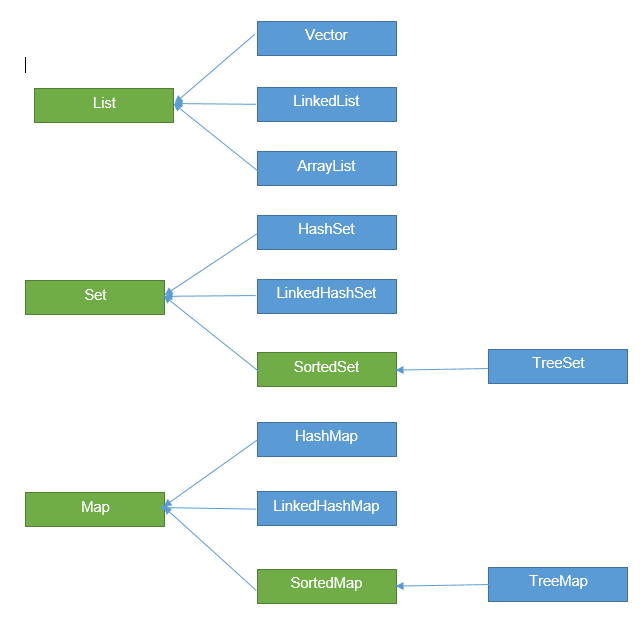 Vector
List
LinkedList
ArrayList
HashSet
Set
LinkedHashSet
SortedSet
TreeSet
HashMap
Map
LinkedHashMap
SortedMap
TreeMap